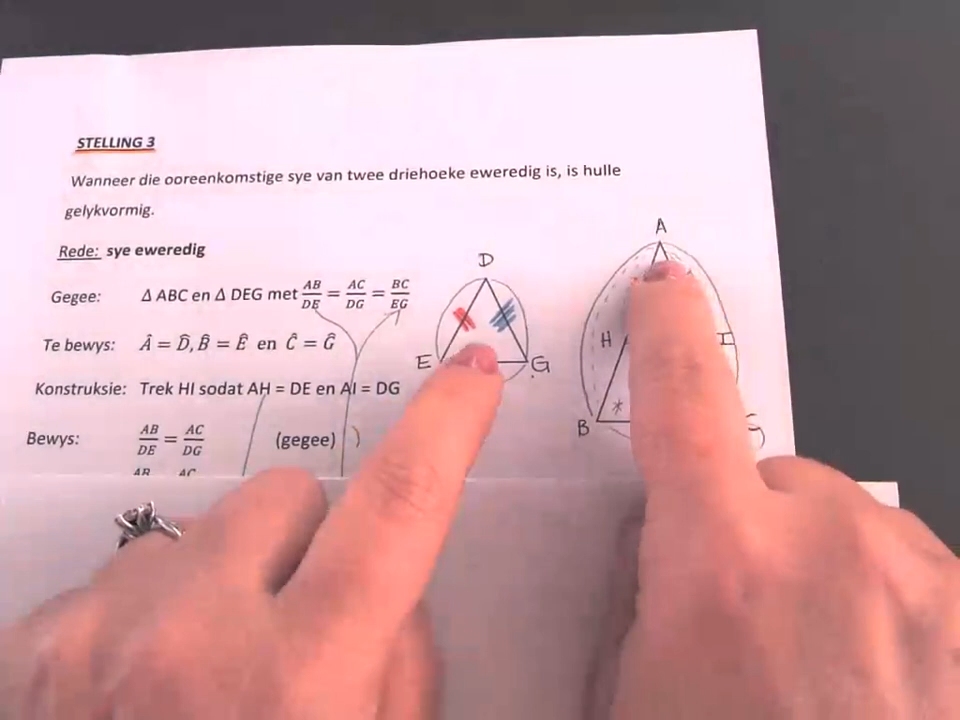 STELLING 3
Wanneer die ooreenkomstige sye van twee driehoeke eweredig is, is hulle
gelykvormig.
Rede: sye eweredig
Gegee: Δ ABC en Δ DEG met AB/DE = AC/DG = BC/EG
Te bewys: Â = D̂, B̂ = Ê en Ĉ = Ĝ
Konstruksie: Trek HI sodat AH = DE en AI = DG
Bewys: AB/DE = AC/DG (gegee) )
AB AC
D
E
G
A
H
I
B
*